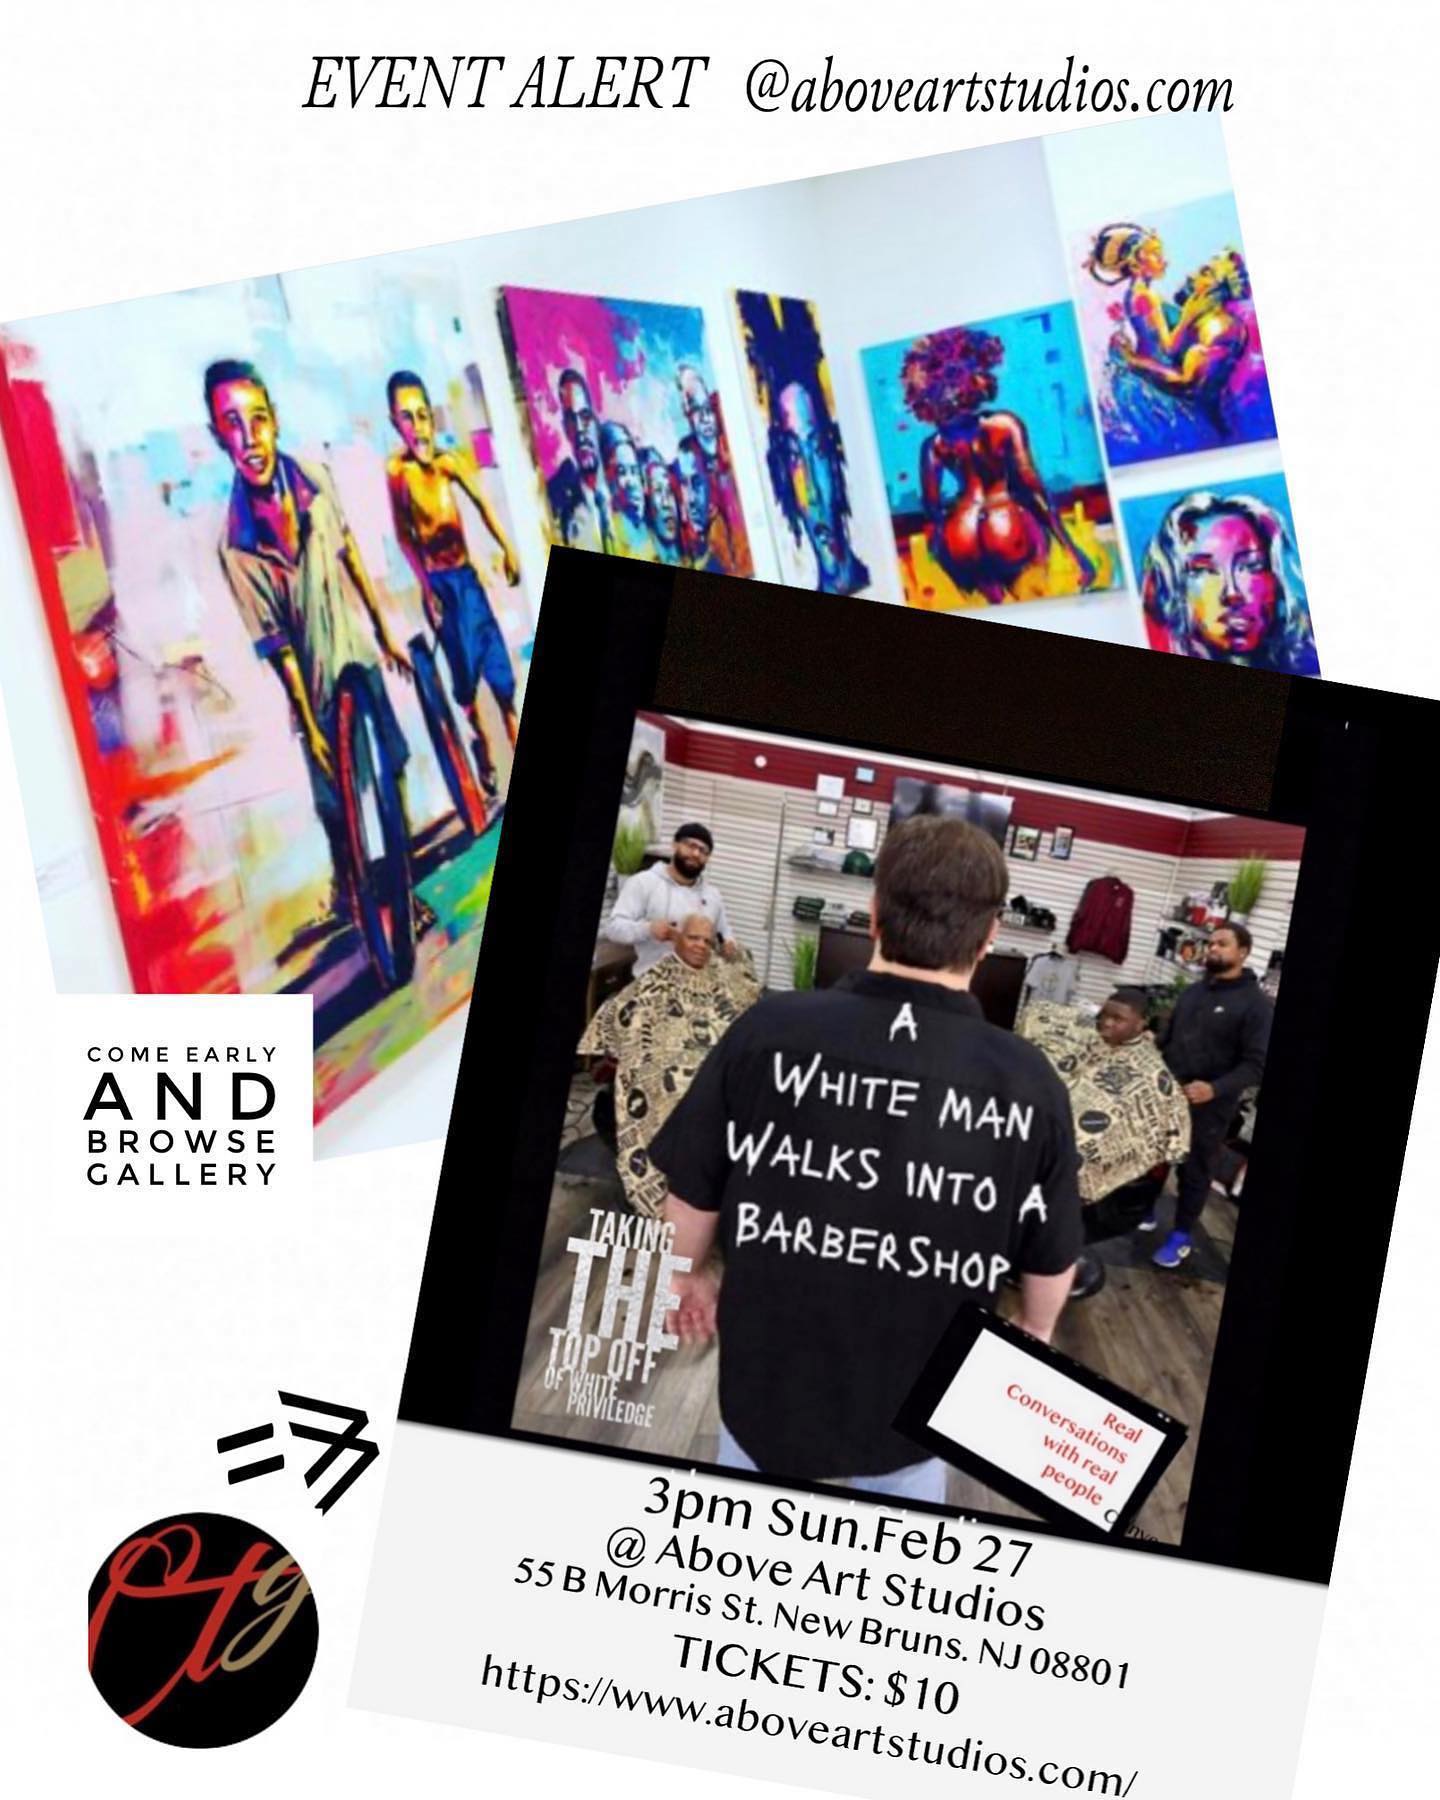 EVENT ALERT @aboveartstudios.com
COME EARLY
AND
BROWSE
GALLERY
A
WHITE MAN
WALKS INTO A
BARBERSHOP
TAKING
THE
TOP OFF
OF WHITE
PRIVILEDGE
Real
Conversations
with real
people
3pm Sun.Feb 27
@ Above Art Studios
55 B Morris St. New Bruns. NJ 08801
TICKETS: $10
https://www.aboveartstudios.com/